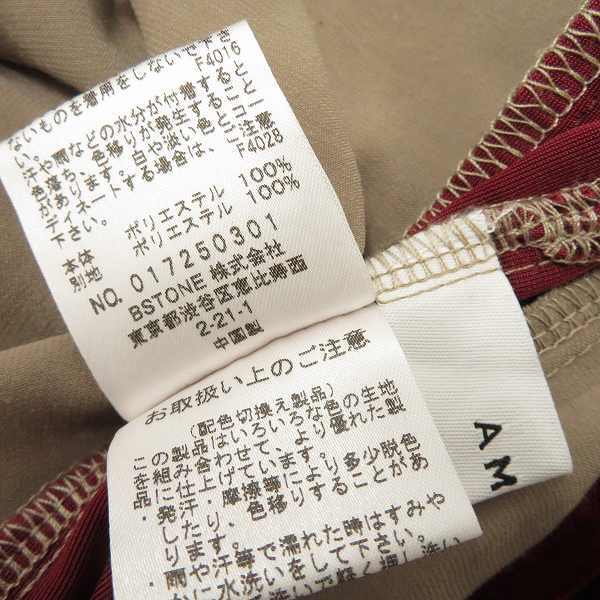 ないものを着用をしないで下さ
い。 F4016
汗や雨などの水分が付着すると
色落ち、色移りが発生すること
があります。白や淡い色とコー
ディネートする場合は、ご注意
下さい。 F4028
本体 ポリエステル 100%
別地 ポリエステル 100%
NO. 017250301
BSTONE 株式会社
東京都渋谷区恵比寿西
2-21-1
中国製
お取扱い上のご注意
(配色切換え製品)
この製品はいろいろな色の生地
を組み合わせて、より優れた製
品に仕上げています。
発汗、摩擦等により多少脱色
したり、色移りすることがあ
ります。
雨や汗等で濡れた時はすみや
かに水洗いをして下さい。
AM